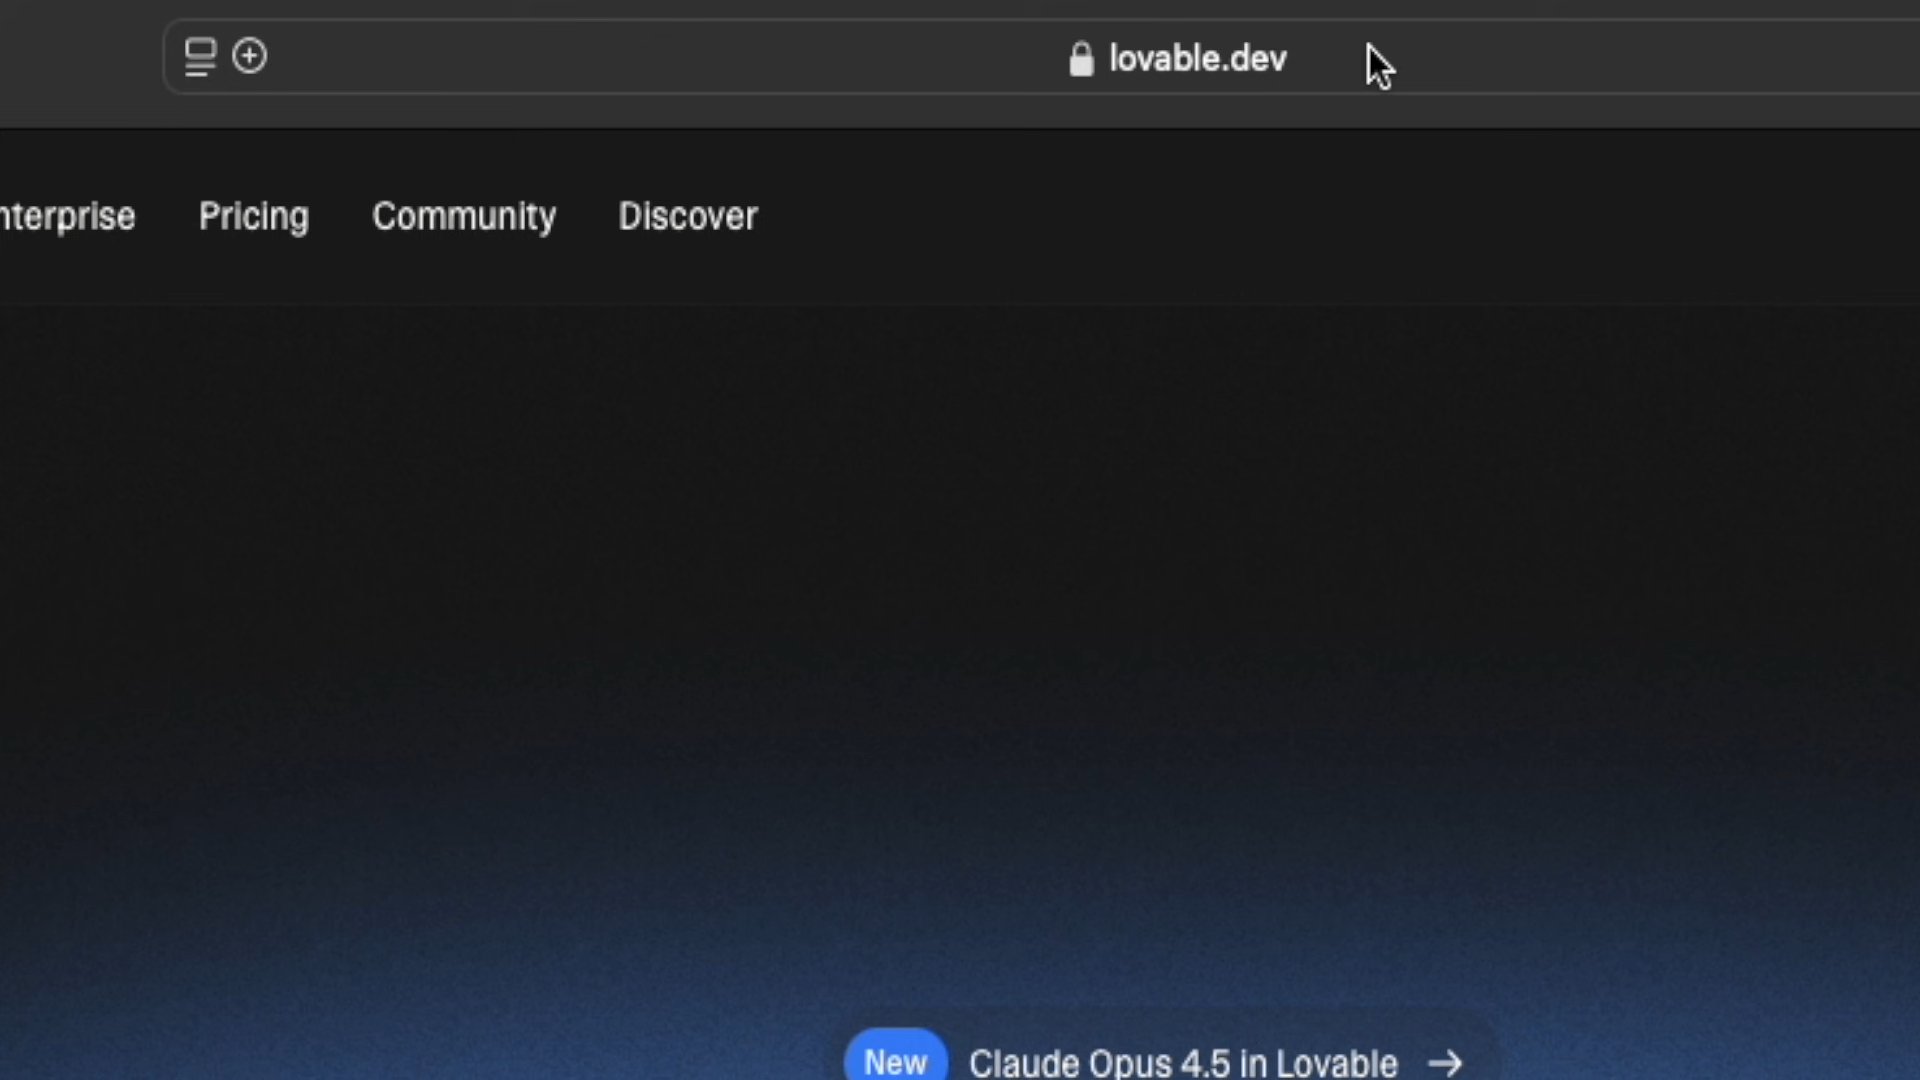 lovable.dev
nterprise Pricing Community Discover
New Claude Opus 4.5 in Lovable →